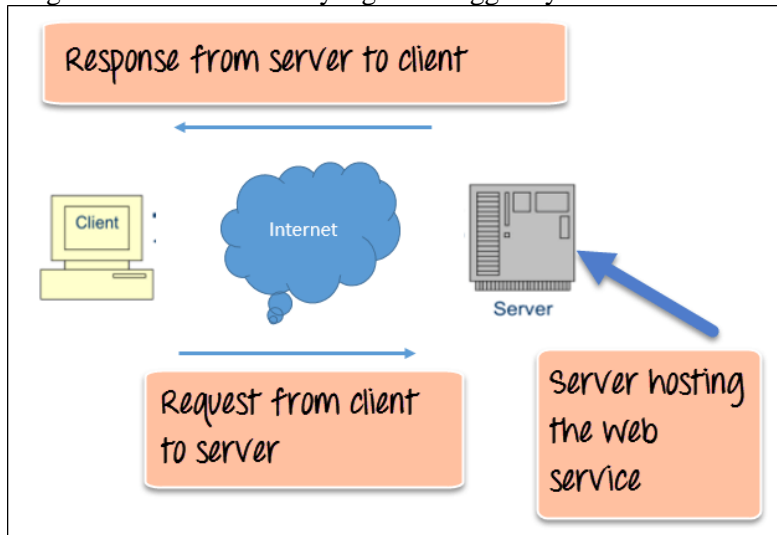 Response from server to client
Client
Internet
Server
Request from client
to server
Server hosting
the web
service